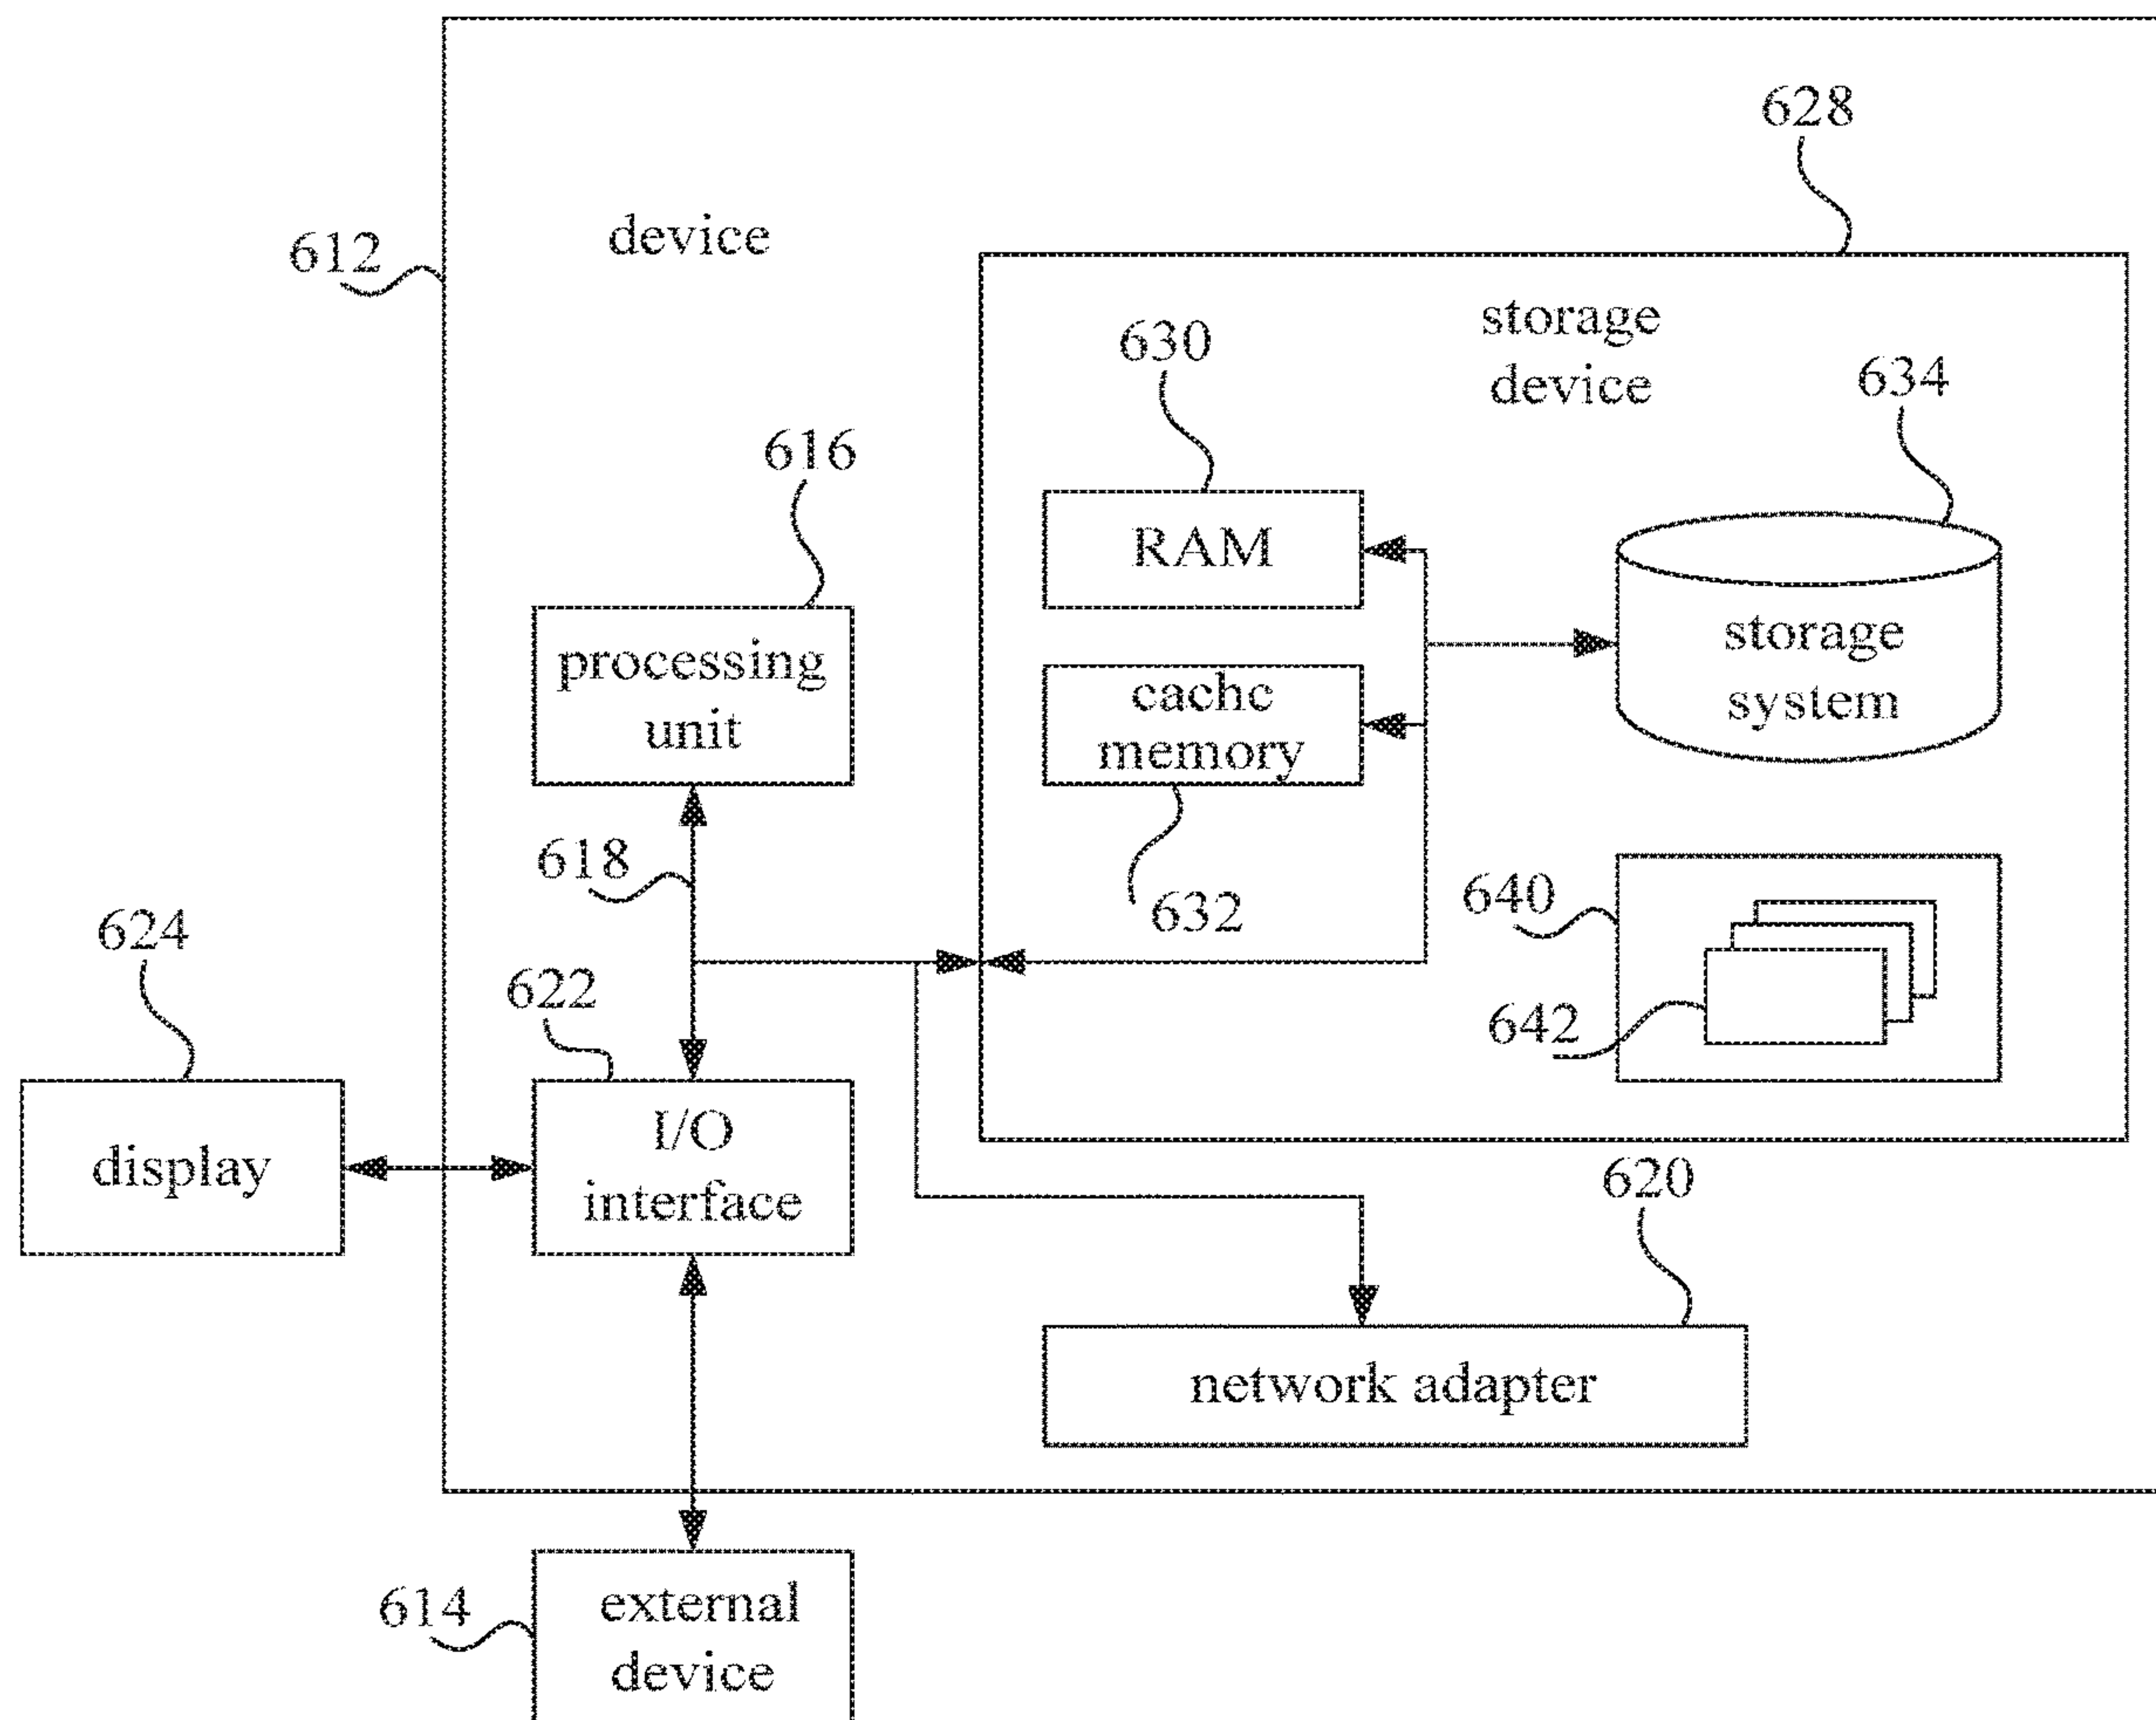 628
612
device
storage
device
630
634
616
RAM
processing
unit
cache
memory
storage
system
618
632
640
624
622
642
display
I/O
interface
620
network adapter
614
external
device